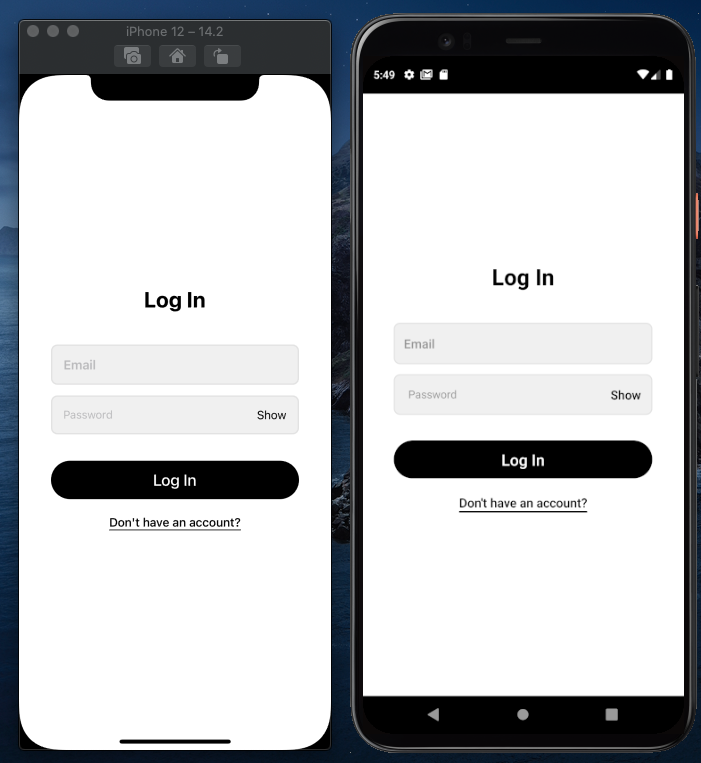 iPhone 12 – 14.2
Log In
Email
Password Show
Log In
Don't have an account?
5:49
Log In
Email
Password Show
Log In
Don't have an account?